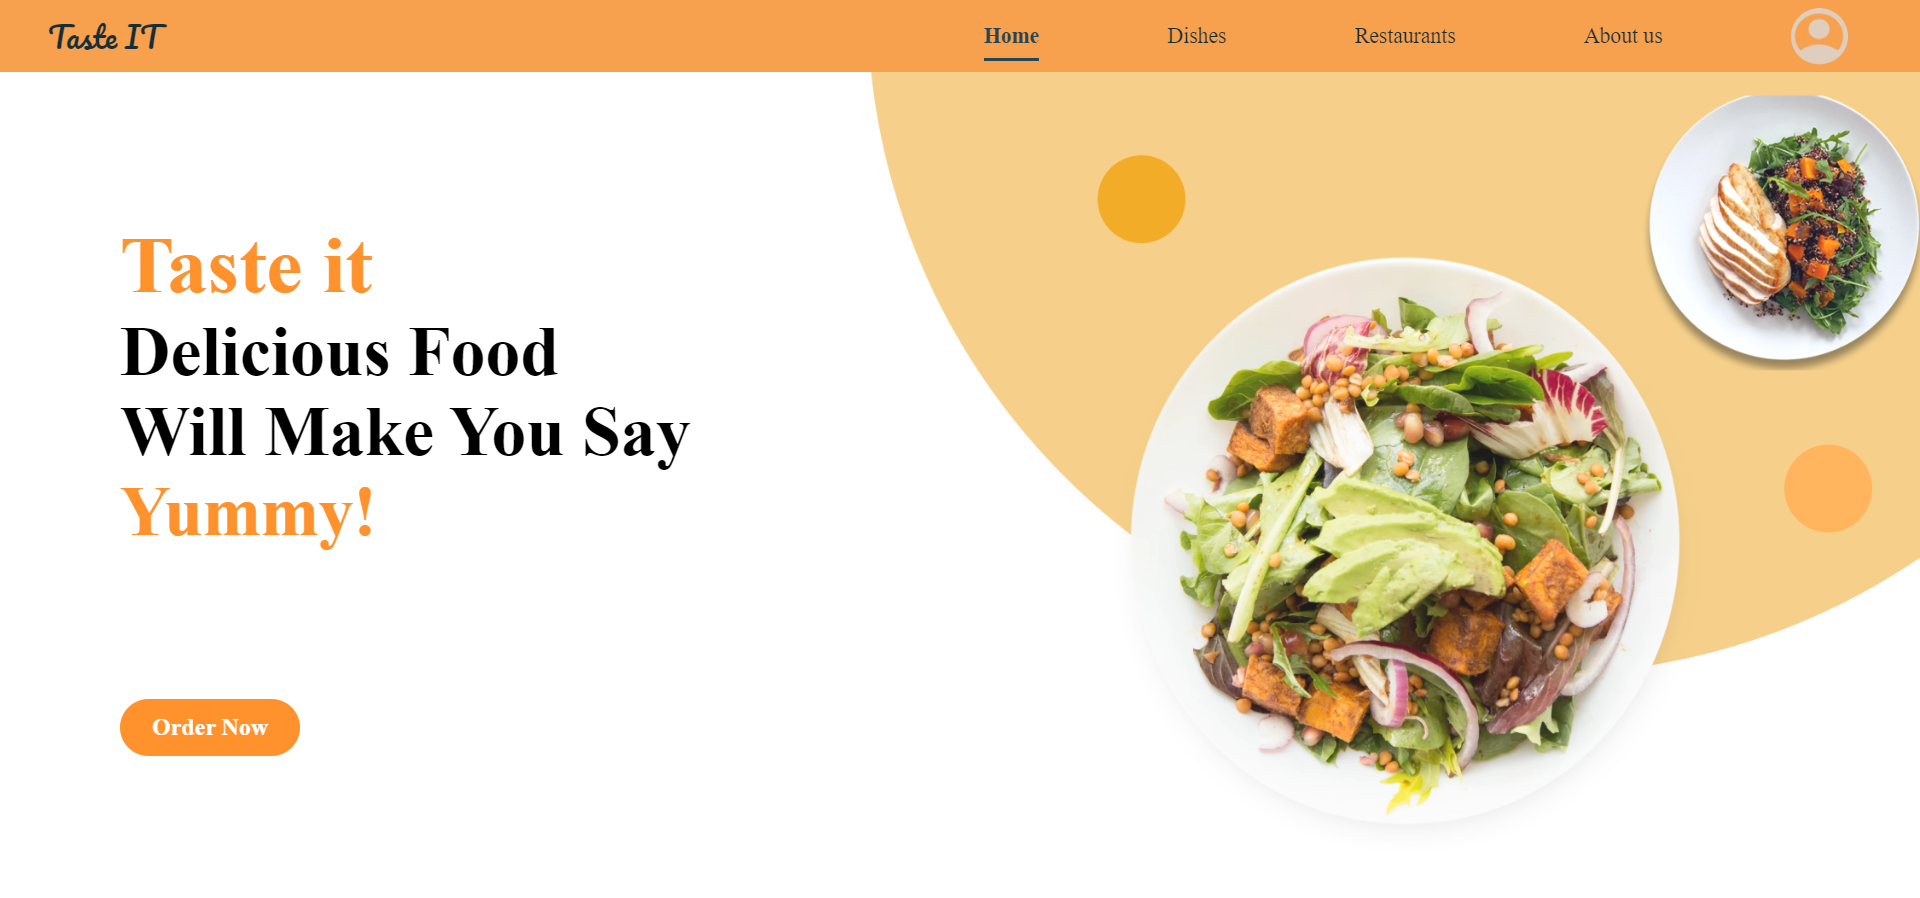 Taste IT
Home
Dishes
Restaurants
About us
Taste it
Delicious Food
Will Make You Say
Yummy!
Order Now